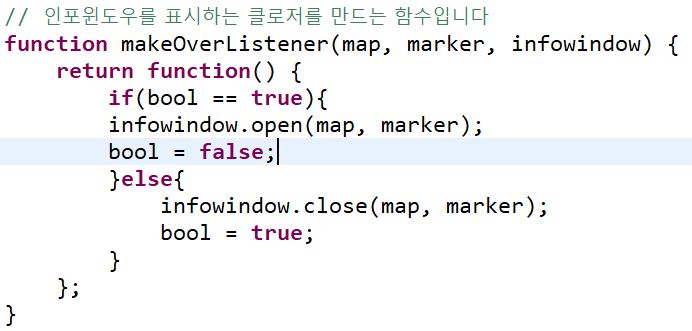 // 인포윈도우를 표시하는 클로저를 만드는 함수입니다
function makeOverListener(map, marker, infowindow) {
    return function() {
        if(bool == true){
        infowindow.open(map, marker);
        bool = false;
        }else{
            infowindow.close(map, marker);
            bool = true;
        }
    };
}